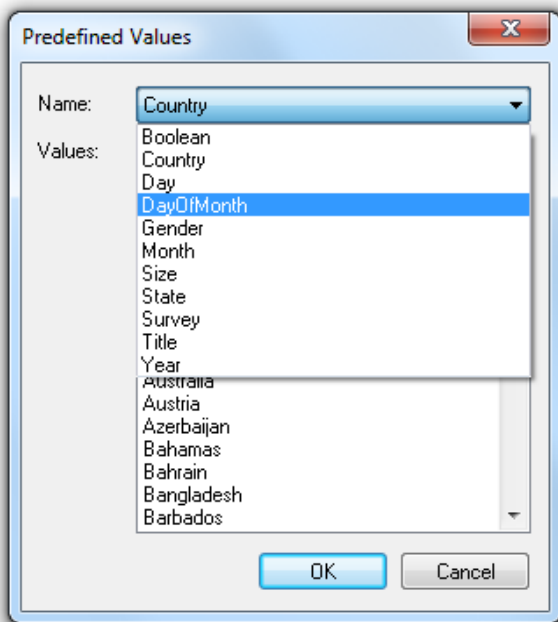 Predefined Values
Name: Country
Values:
Boolean
Country
Day
DayOfMonth
Gender
Month
Size
State
Survey
Title
Year
Australia
Austria
Azerbaijan
Bahamas
Bahrain
Bangladesh
Barbados
OK Cancel